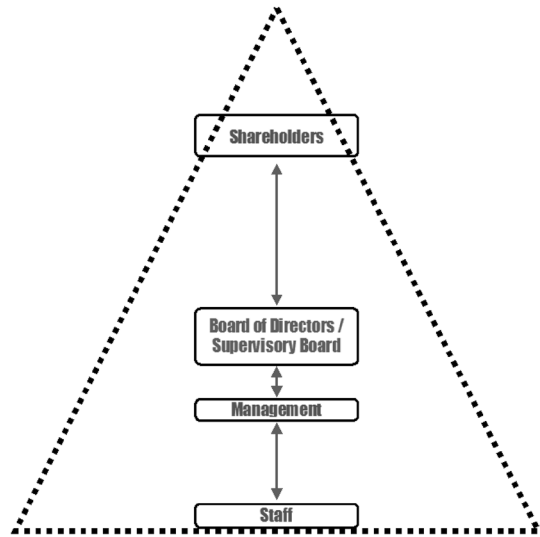 Shareholders
Board of Directors /
Supervisory Board
Management
Staff